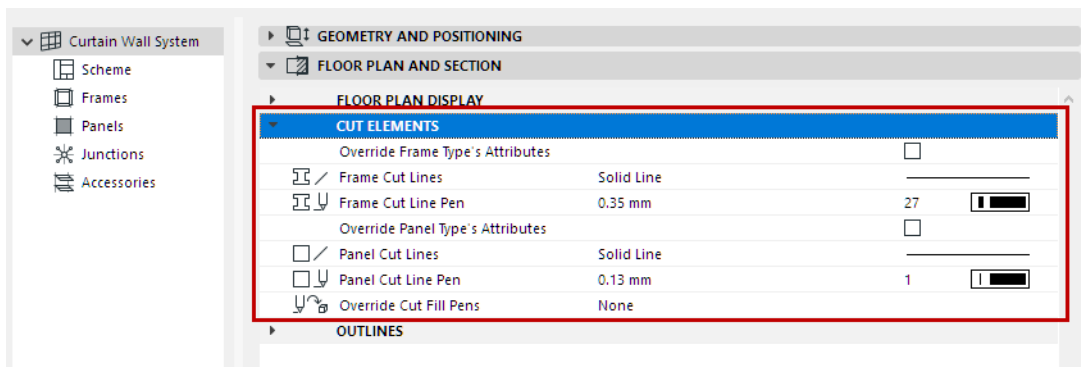 Curtain Wall System
Scheme
Frames
Panels
Junctions
Accessories
GEOMETRY AND POSITIONING
FLOOR PLAN AND SECTION
FLOOR PLAN DISPLAY
CUT ELEMENTS
Override Frame Type's Attributes
Frame Cut Lines Solid Line
Frame Cut Line Pen 0.35 mm 27
Override Panel Type's Attributes
Panel Cut Lines Solid Line
Panel Cut Line Pen 0.13 mm 1
Override Cut Fill Pens None
OUTLINES